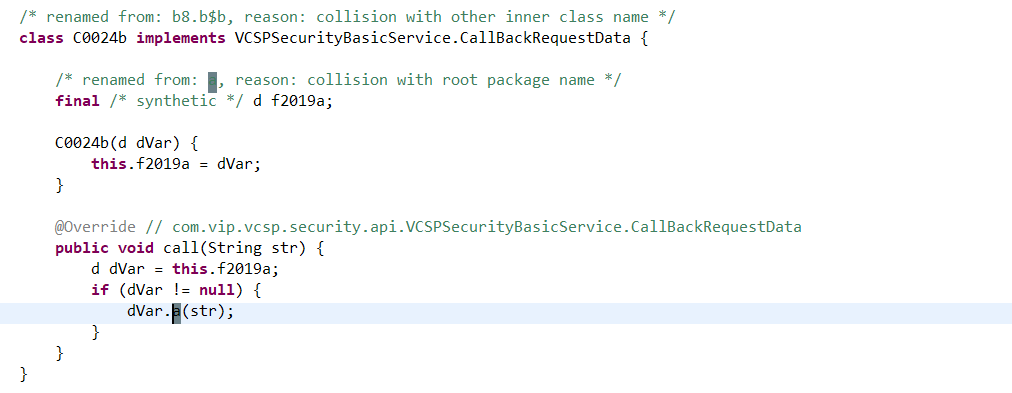 /* renamed from: b8.b$b, reason: collision with other inner class name */
class C0024b implements VCSPSecurityBasicService.CallBackRequestData {
/* renamed from: a, reason: collision with root package name */
final /* synthetic */ d f2019a;
C0024b(d dVar) {
this.f2019a = dVar;
}
@Override // com.vip.vcsp.security.api.VCSPSecurityBasicService.CallBackRequestData
public void call(String str) {
d dVar = this.f2019a;
if (dVar != null) {
dVar.a(str);
}
}
}